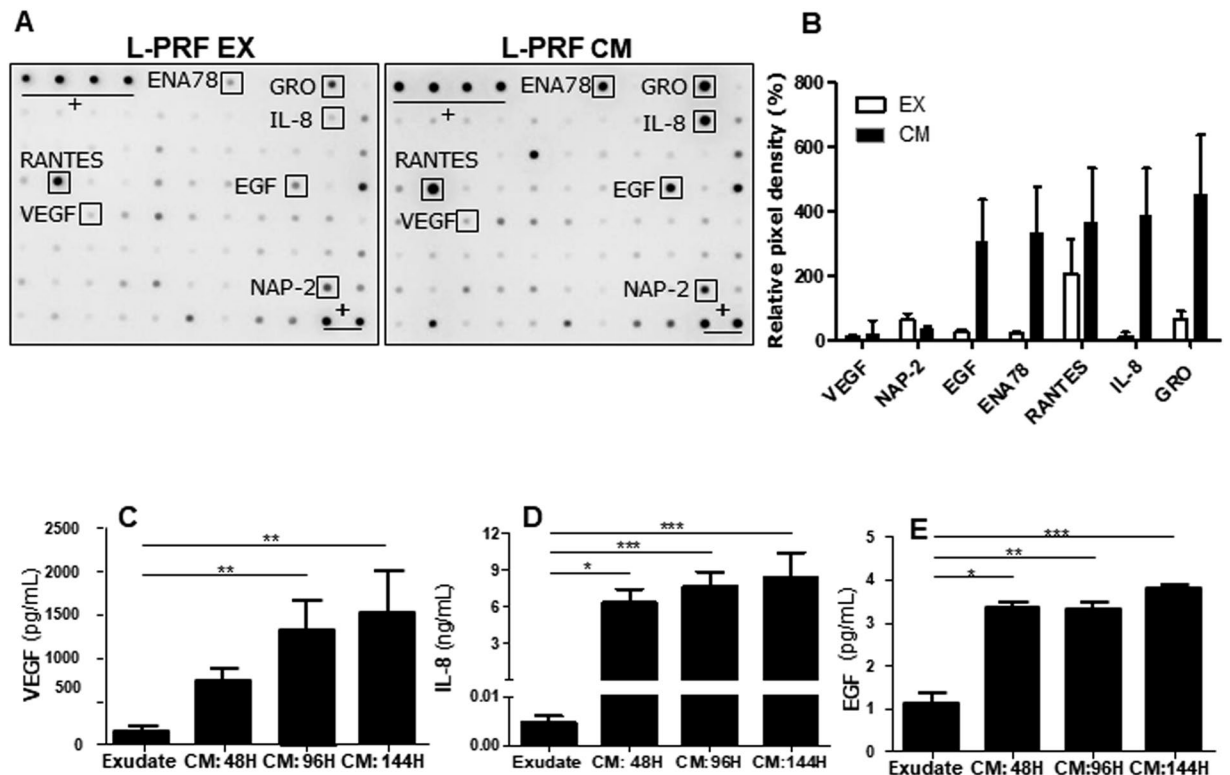 A
L-PRF EX
L-PRF CM
ENA78
GRO
+
IL-8
RANTES
EGF
VEGF
NAP-2
+
ENA78
GRO
+
IL-8
RANTES
EGF
VEGF
NAP-2
+
B
Relative pixel density (%)
800
600
400
200
0
EX
CM
VEGF
NAP-2
EGF
ENA78
RANTES
IL-8
GRO
C
VEGF (pg/mL)
2500
2000
1500
1000
500
0
**
**
Exudate CM: 48H CM: 96H CM: 144H
D
IL-8 (ng/mL)
12
9
6
3
0.01
0.00
***
***
*
Exudate CM: 48H CM:96H CM: 144H
E
EGF (pg/mL)
5
4
3
2
1
0
***
**
*
Exudate CM: 48H CM:96H CM:144H